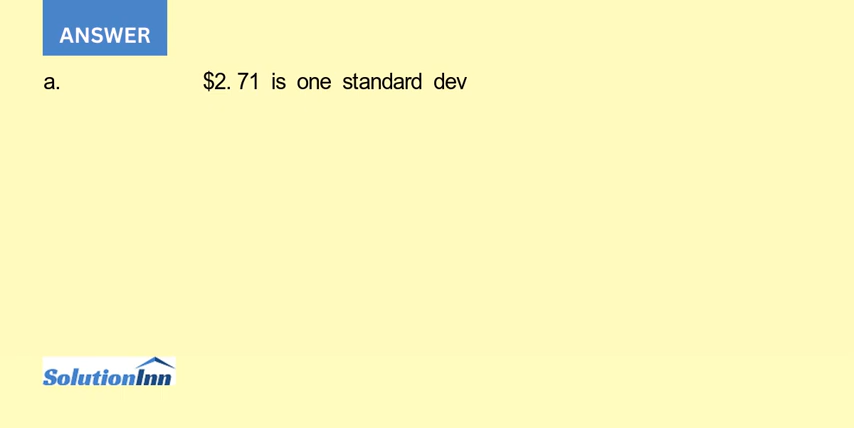 ANSWER
a. $2. 71 is one standard dev
SolutionInn